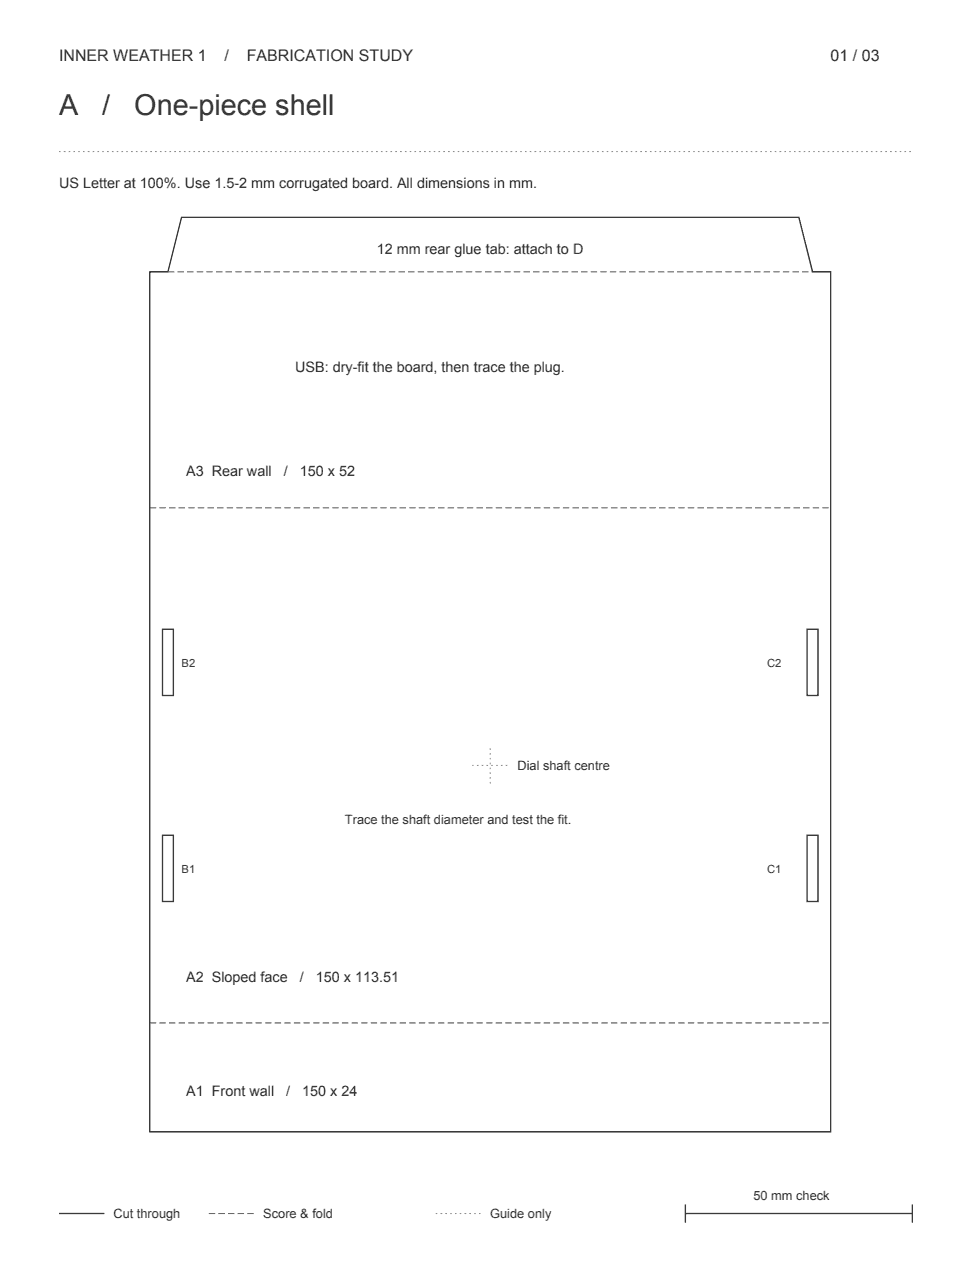 INNER WEATHER 1 / FABRICATION STUDY 01 / 03
A / One-piece shell
US Letter at 100%. Use 1.5-2 mm corrugated board. All dimensions in mm.
12 mm rear glue tab: attach to D
USB: dry-fit the board, then trace the plug.
A3 Rear wall / 150 x 52
B2 C2
Dial shaft centre
Trace the shaft diameter and test the fit.
B1 C1
A2 Sloped face / 150 x 113.51
A1 Front wall / 150 x 24
50 mm check
Cut through Score & fold Guide only